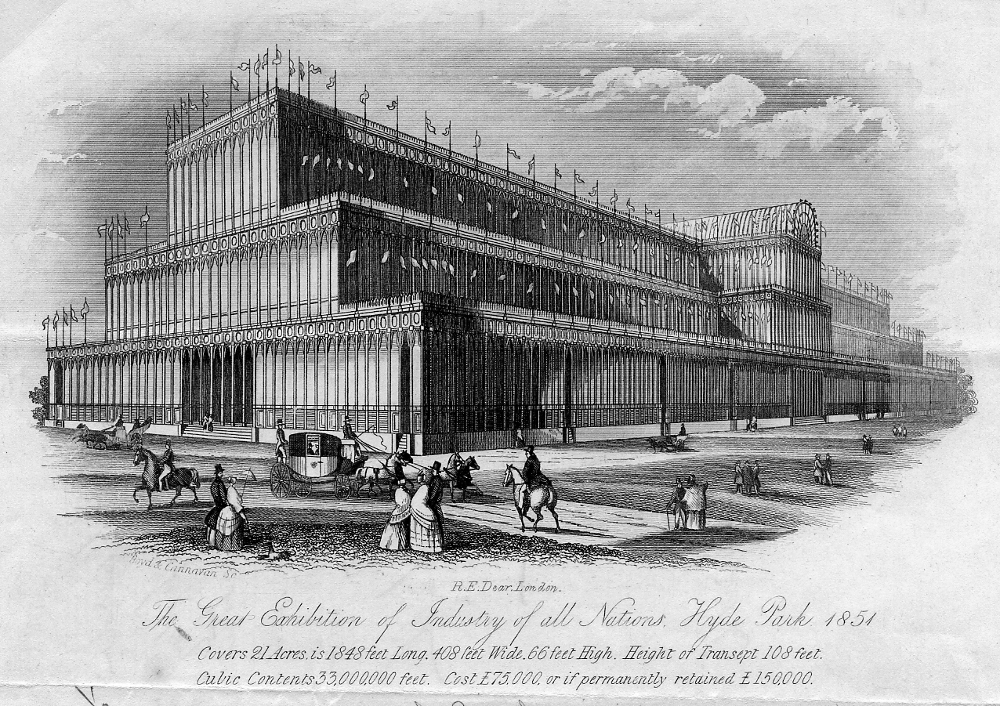 & Cannavan Sc
R. E. Dear, London.
The Great Exhibition of Industry of all Nations, Hyde Park, 1851
Covers 21 Acres, is 1848 feet Long, 408 feet Wide, 66 feet High. Height of Transept 108 feet.
Cubic Contents 33,000,000 feet. Cost £75,000, or if permanently retained £150,000.